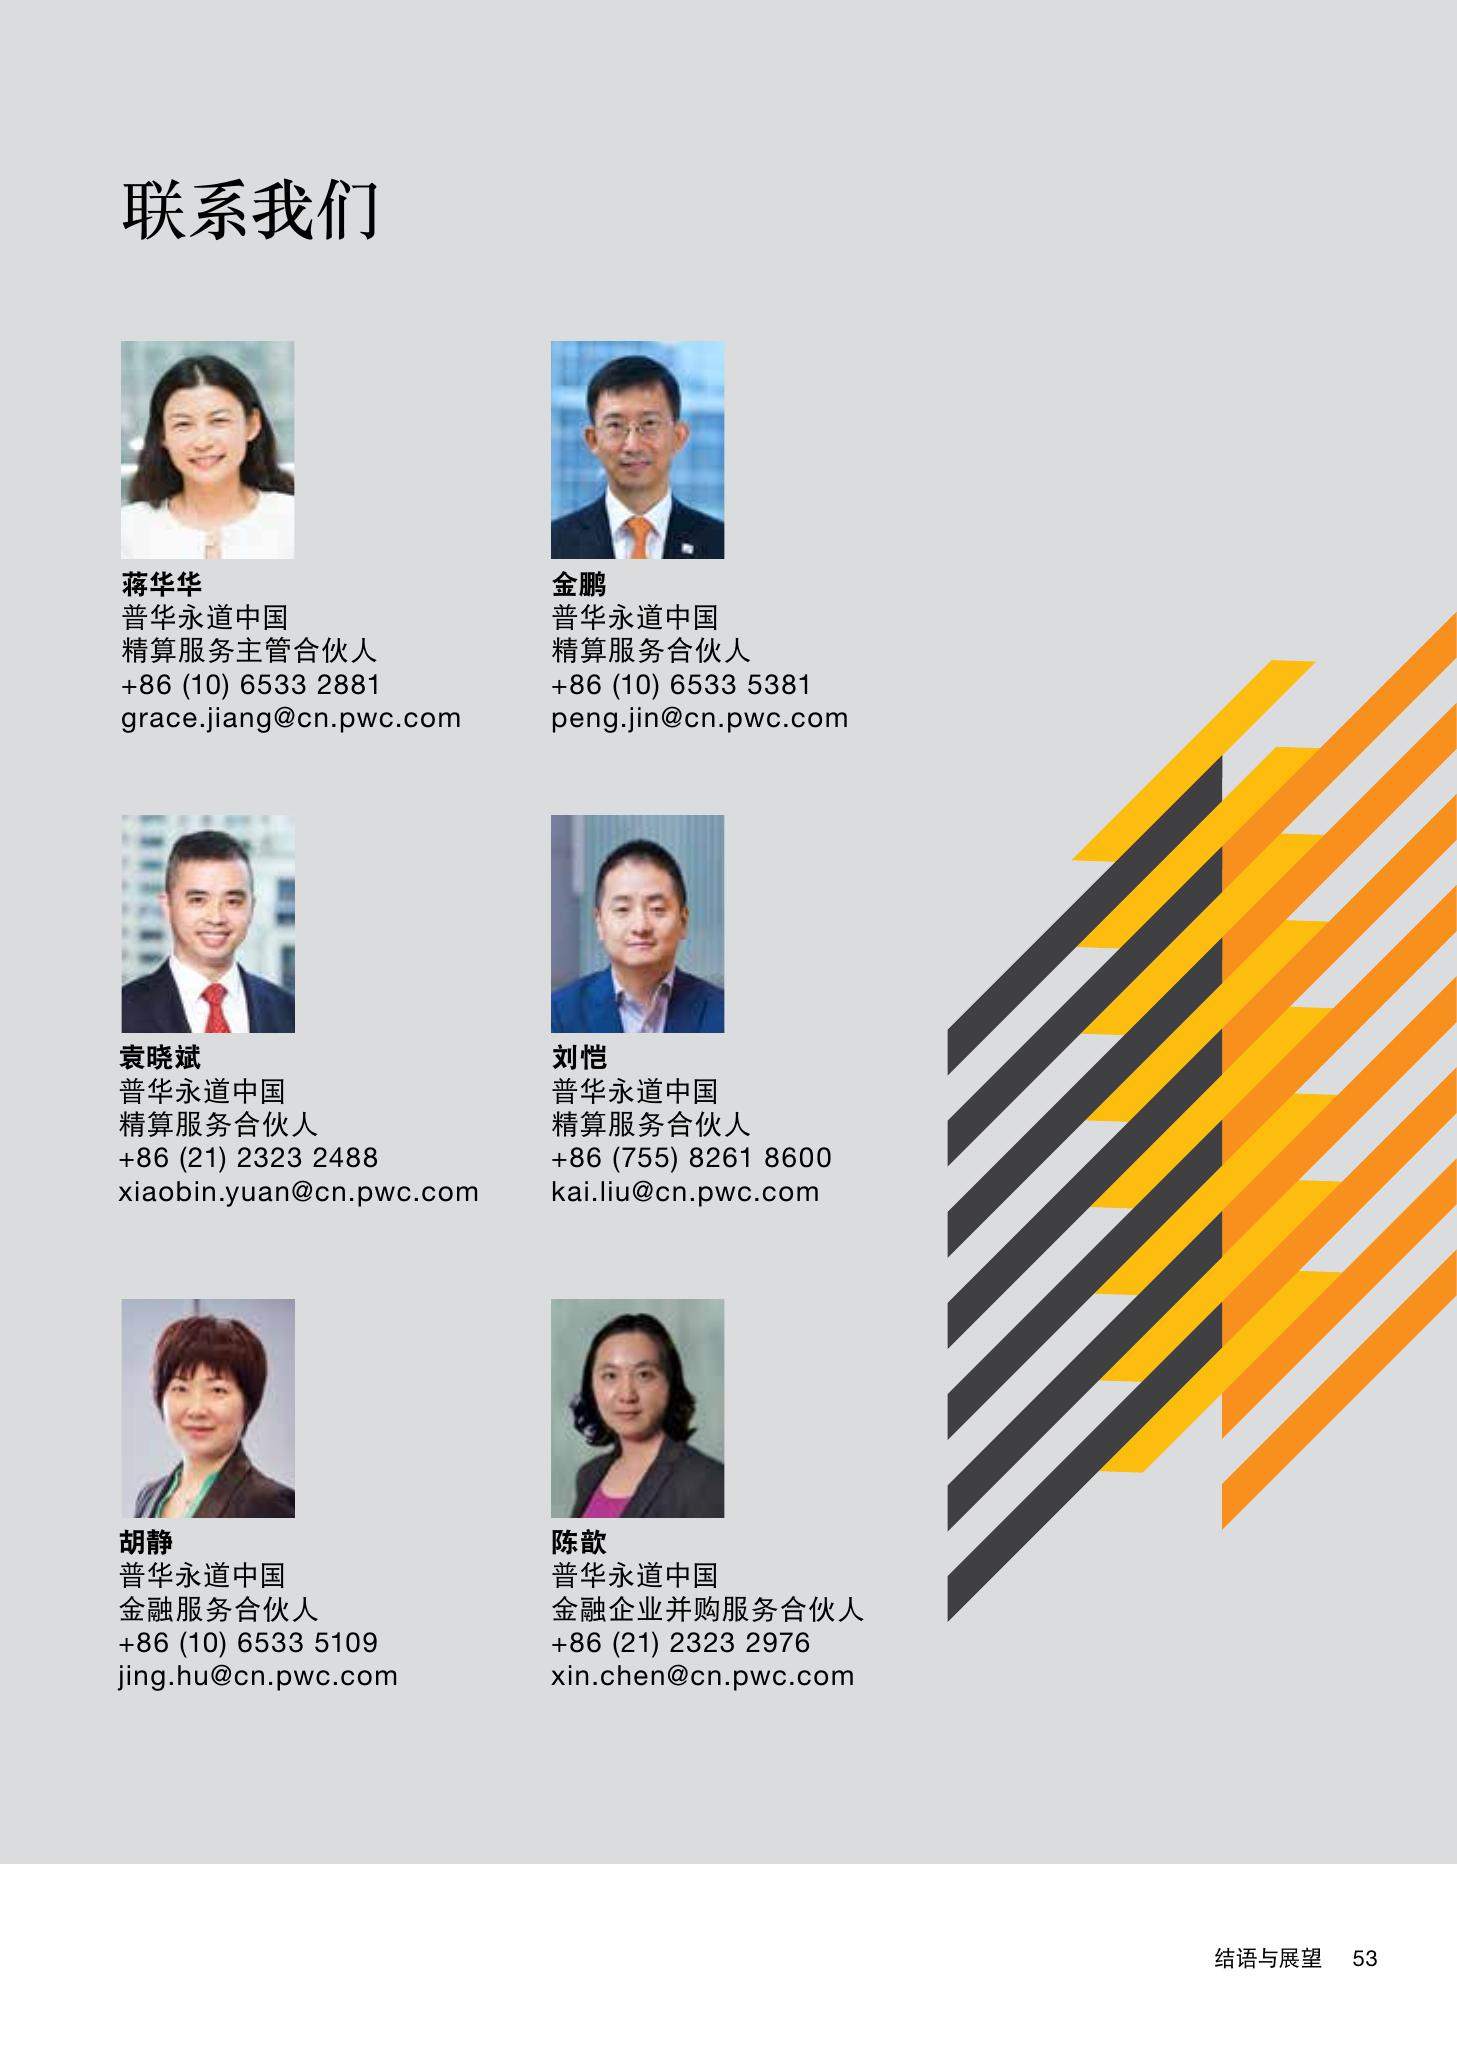 联系我们
蒋华华
普华永道中国
精算服务主管合伙人
+86 (10) 6533 2881
grace.jiang@cn.pwc.com
金鹏
普华永道中国
精算服务合伙人
+86 (10) 6533 5381
peng.jin@cn.pwc.com
袁晓斌
普华永道中国
精算服务合伙人
+86 (21) 2323 2488
xiaobin.yuan@cn.pwc.com
刘恺
普华永道中国
精算服务合伙人
+86 (755) 8261 8600
kai.liu@cn.pwc.com
胡静
普华永道中国
金融服务合伙人
+86 (10) 6533 5109
jing.hu@cn.pwc.com
陈歆
普华永道中国
金融企业并购服务合伙人
+86 (21) 2323 2976
xin.chen@cn.pwc.com
结语与展望 53